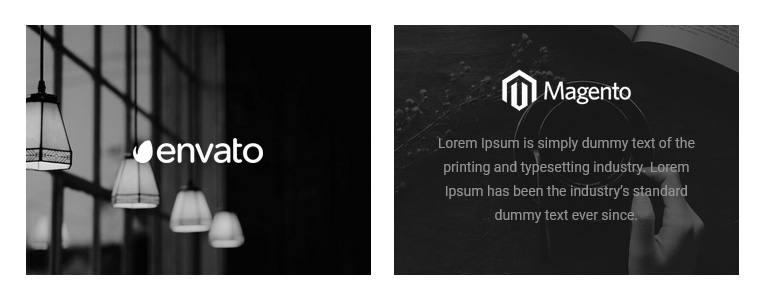 envato
Magento
Lorem Ipsum is simply dummy text of the
printing and typesetting industry. Lorem
Ipsum has been the industry's standard
dummy text ever since.